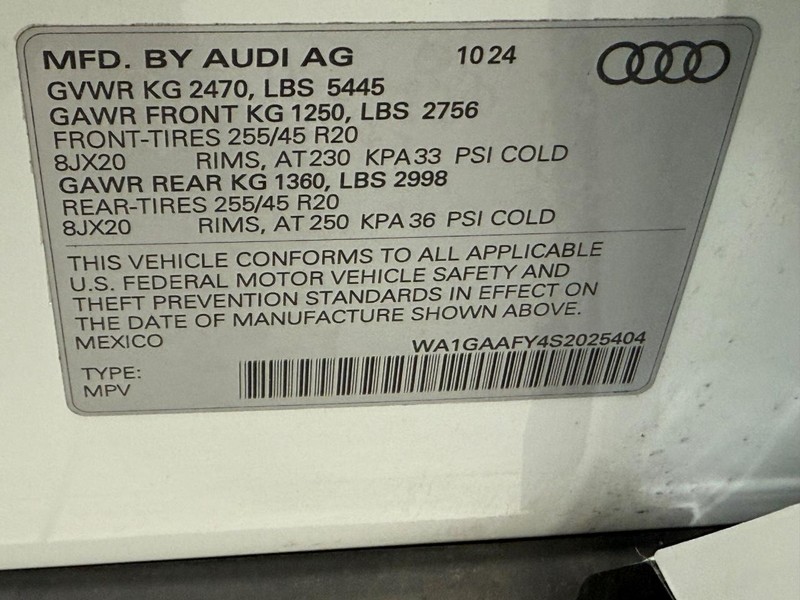 MFD. BY AUDI AG 10 24
GVWR KG 2470, LBS 5445
GAWR FRONT KG 1250, LBS 2756
FRONT-TIRES 255/45 R20
8JX20 RIMS, AT 230 KPA 33 PSI COLD
GAWR REAR KG 1360, LBS 2998
REAR-TIRES 255/45 R20
8JX20 RIMS, AT 250 KPA 36 PSI COLD
THIS VEHICLE CONFORMS TO ALL APPLICABLE
U.S. FEDERAL MOTOR VEHICLE SAFETY AND
THEFT PREVENTION STANDARDS IN EFFECT ON
THE DATE OF MANUFACTURE SHOWN ABOVE.
MEXICO WA1GAAFY4S2025404
TYPE:
MPV